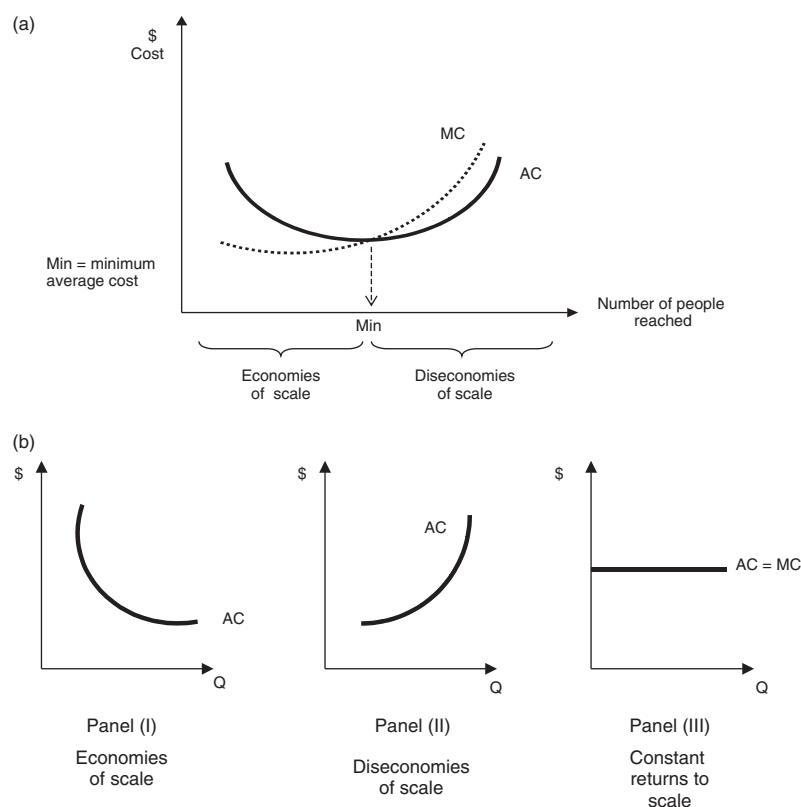 (a)
$
Cost
MC
AC
Min = minimum
average cost
Number of people
reached
Min
Economies
of scale
Diseconomies
of scale
(b)
$
AC
Q
Panel (I)
Economies
of scale
$
AC
Q
Panel (II)
Diseconomies
of scale
$
AC = MC
Q
Panel (III)
Constant
returns to
scale